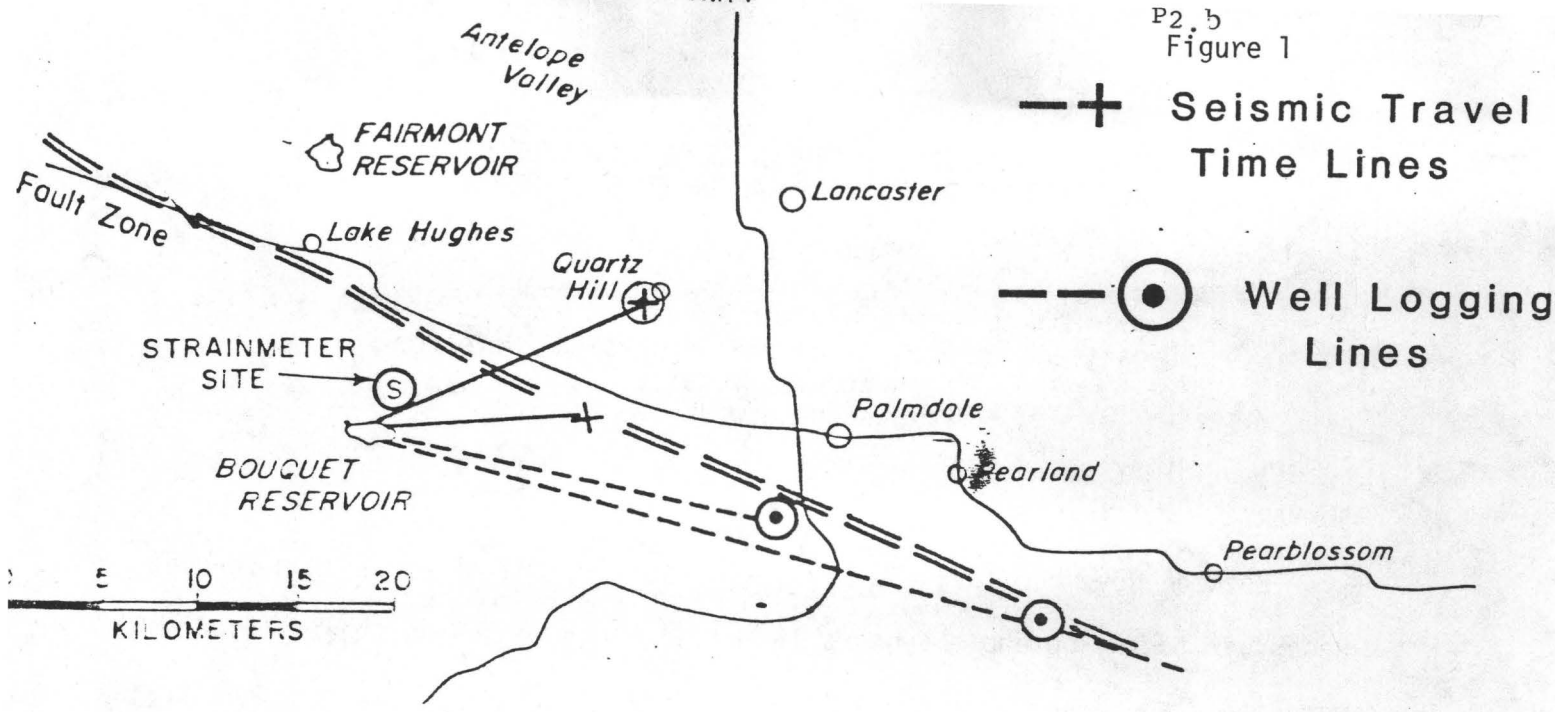 P2.b
Figure 1
Antelope
Valley
Seismic Travel
Time Lines
FAIRMONT
RESERVOIR
Lancaster
Fault Zone
Lake Hughes
Quartz
Hill
Well Logging
Lines
STRAINMETER
SITE
S
Palmdale
BOUQUET
RESERVOIR
Pearland
Pearblossom
5 10 15 20
KILOMETERS